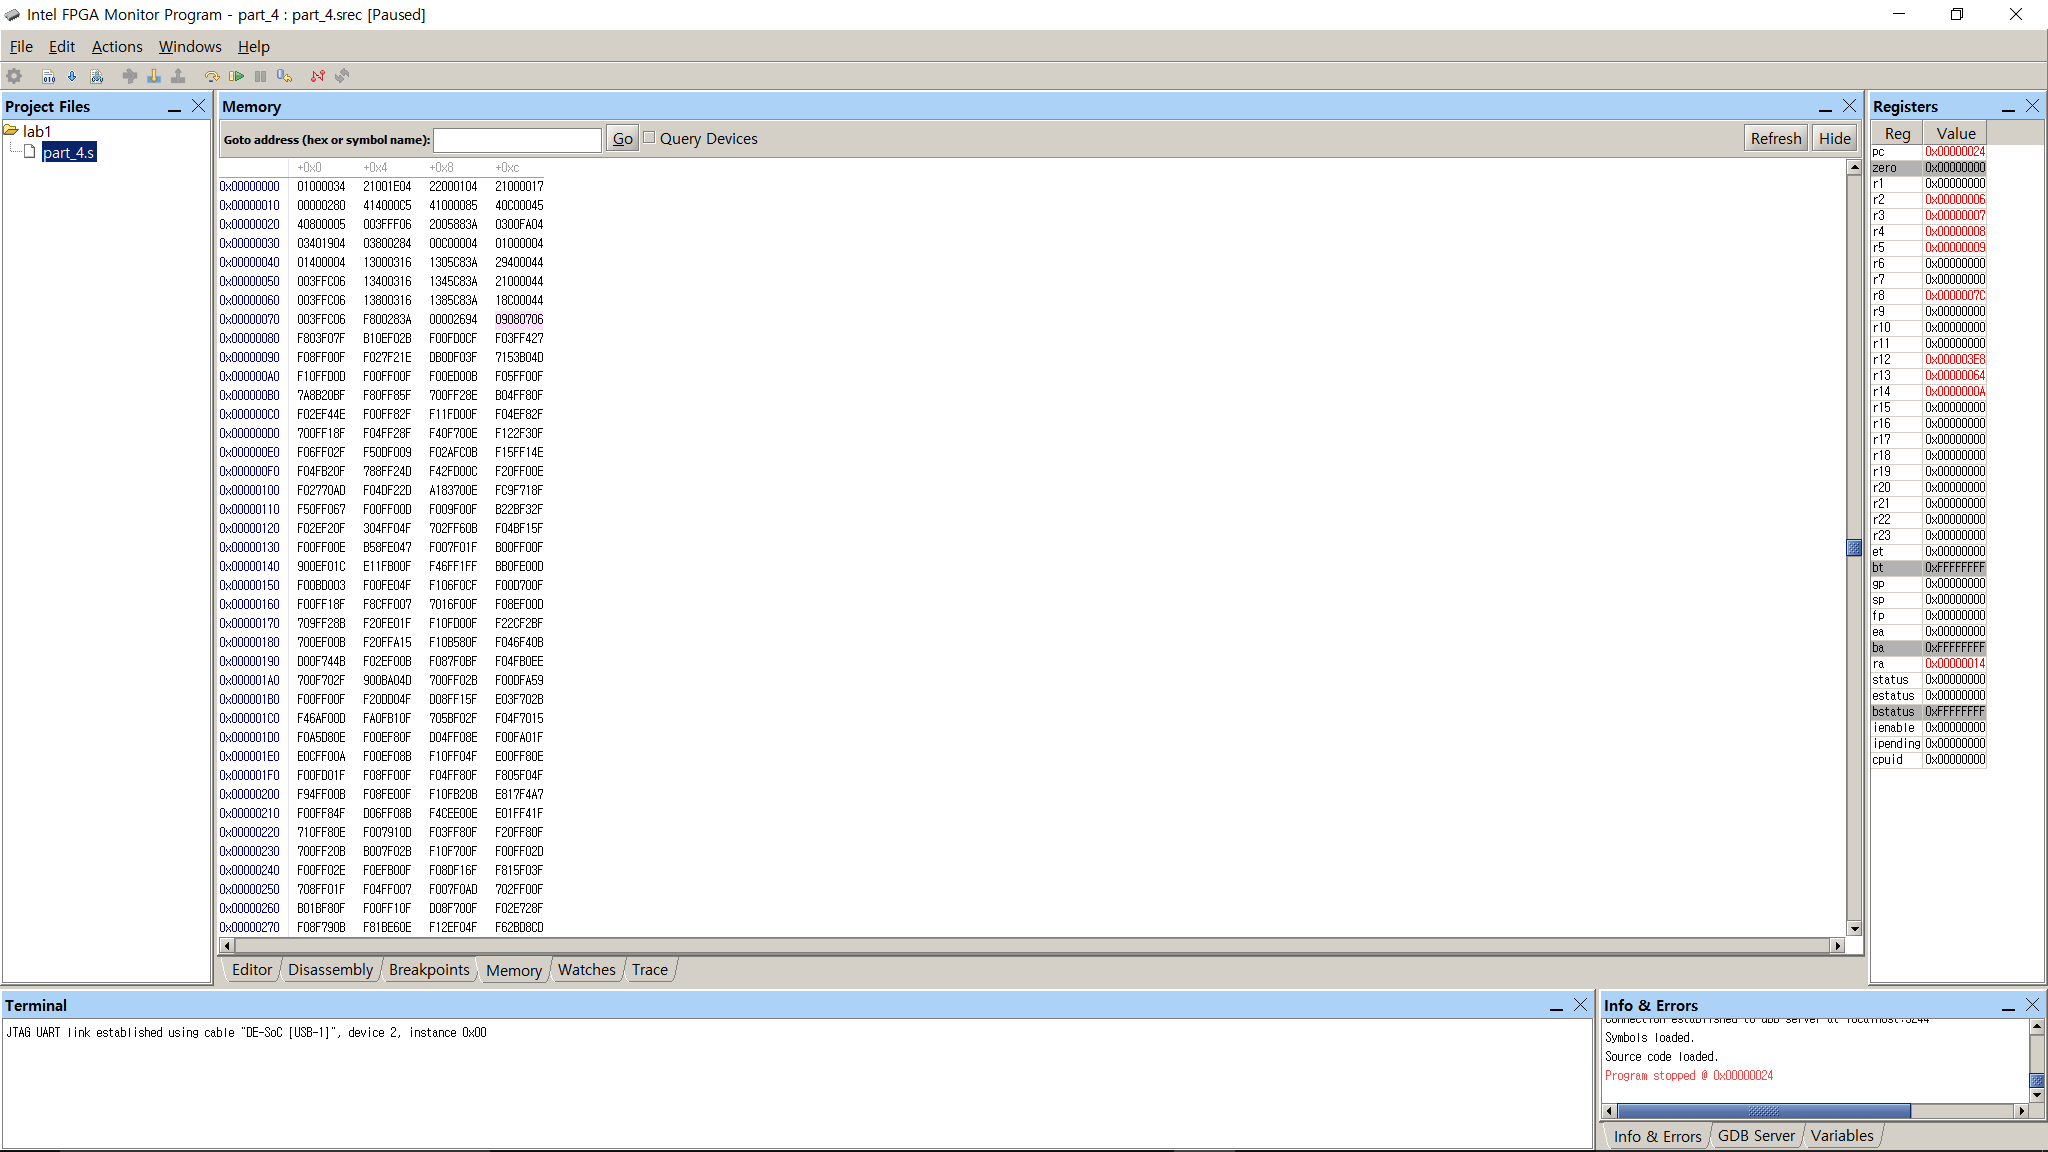 Intel FPGA Monitor Program - part_4 : part_4.srec [Paused]
File Edit Actions Windows Help
Project Files
lab1
part_4.s
Memory
Goto address (hex or symbol name): Go Query Devices Refresh Hide
+0x0 +0x4 +0x8 +0xc
0x00000000 01000034 21001E04 22000104 21000017
0x00000010 00000280 414000C5 41000085 40C00045
0x00000020 40800005 003FFF06 2005883A 0300FA04
0x00000030 03401904 03800284 00C00004 01000004
0x00000040 01400004 13000316 1305C83A 29400044
0x00000050 003FFC06 13400316 1345C83A 21000044
0x00000060 003FFC06 13800316 1385C83A 18C00044
0x00000070 003FFC06 F800283A 00002694 09080706
0x00000080 F803F07F B10EF02B F00FD0CF F03FF427
0x00000090 F08FF00F F027F21E DB0DF03F 7153B04D
0x000000A0 F10FFD0D F00FF00F F00ED00B F05FF00F
0x000000B0 7A8B20BF F80FF85F 700FF28E B04FF80F
0x000000C0 F02EF44E F00FF82F F11FD00F F04EF82F
0x000000D0 700FF18F F04FF28F F40F700E F122F30F
0x000000E0 F06FF02F F50DF009 F02AFC0B F15FF14E
0x000000F0 F04FB20F 788FF24D F42FD00C F20FF00E
0x00000100 F02770AD F04DF22D A183700E FC9F718F
0x00000110 F50FF067 F00FF00D F009F00F B22BF32F
0x00000120 F02EF20F 304FF04F 702FF60B F04BF15F
0x00000130 F00FF00E B58FE047 F007F01F B00FF00F
0x00000140 900EF01C E11FB00F F46FF1FF BB0FE00D
0x00000150 F00BD003 F00FE04F F106F0CF F00D700F
0x00000160 F00FF18F F8CFF007 7016F00F F08EF00D
0x00000170 709FF28B F20FE01F F10FD00F F22CF2BF
0x00000180 700EF00B F20FFA15 F10B580F F046F40B
0x00000190 D00F744B F02EF00B F087F0BF F04FB0EE
0x000001A0 700F702F 900BA04D 700FF02B F00DFA59
0x000001B0 F00FF00F F20DD04F D08FF15F E03F702B
0x000001C0 F46AF00D FA0FB10F 705BF02F F04F7015
0x000001D0 F0A5D80E F00EF80F D04FF08E F00FA01F
0x000001E0 E0CFF00A F00EF08B F10FF04F E00FF80E
0x000001F0 F00FD01F F08FF00F F04FF80F F805F04F
0x00000200 F94FF00B F08FE00F F10FB20B E817F4A7
0x00000210 F00FF84F D06FF08B F4CEE00E E01FF41F
0x00000220 710FF80E F007910D F03FF80F F20FF80F
0x00000230 700FF20B B007F02B F10F700F F00FF02D
0x00000240 F00FF02E F0EFB00F F08DF16F F815F03F
0x00000250 708FF01F F04FF007 F007F0AD 702FF00F
0x00000260 B01BF80F F00FF10F D08F700F F02E728F
0x00000270 F08F790B F81BE60E F12EF04F F62BD8CD
Editor Disassembly Breakpoints Memory Watches Trace
Registers
Reg Value
pc 0x00000024
zero 0x00000000
r1 0x00000000
r2 0x00000006
r3 0x00000007
r4 0x00000008
r5 0x00000009
r6 0x00000000
r7 0x00000000
r8 0x0000007C
r9 0x00000000
r10 0x00000000
r11 0x00000000
r12 0x000003E8
r13 0x00000064
r14 0x0000000A
r15 0x00000000
r16 0x00000000
r17 0x00000000
r18 0x00000000
r19 0x00000000
r20 0x00000000
r21 0x00000000
r22 0x00000000
r23 0x00000000
et 0x00000000
bt 0xFFFFFFFF
gp 0x00000000
sp 0x00000000
fp 0x00000000
ea 0x00000000
ba 0xFFFFFFFF
ra 0x00000014
status 0x00000000
estatus 0x00000000
bstatus 0xFFFFFFFF
ienable 0x00000000
ipending 0x00000000
cpuid 0x00000000
Terminal
JTAG UART link established using cable "DE-SoC [USB-1]", device 2, instance 0x00
Info & Errors
Connection established to GDB server at localhost:3244
Symbols loaded.
Source code loaded.
Program stopped @ 0x00000024
Info & Errors GDB Server Variables